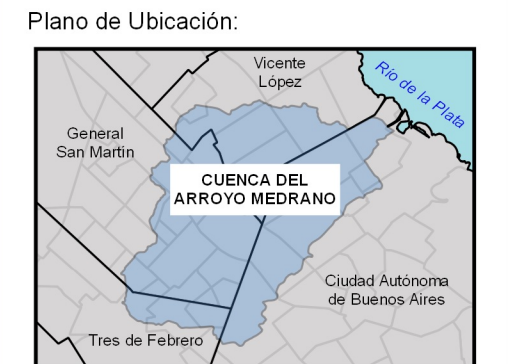 Plano de Ubicación:
Vicente
López
Río de la Plata
General
San Martin
CUENCA DEL
ARROYO MEDRANO
Ciudad Autónoma
de Buenos Aires
Tres de Febrero